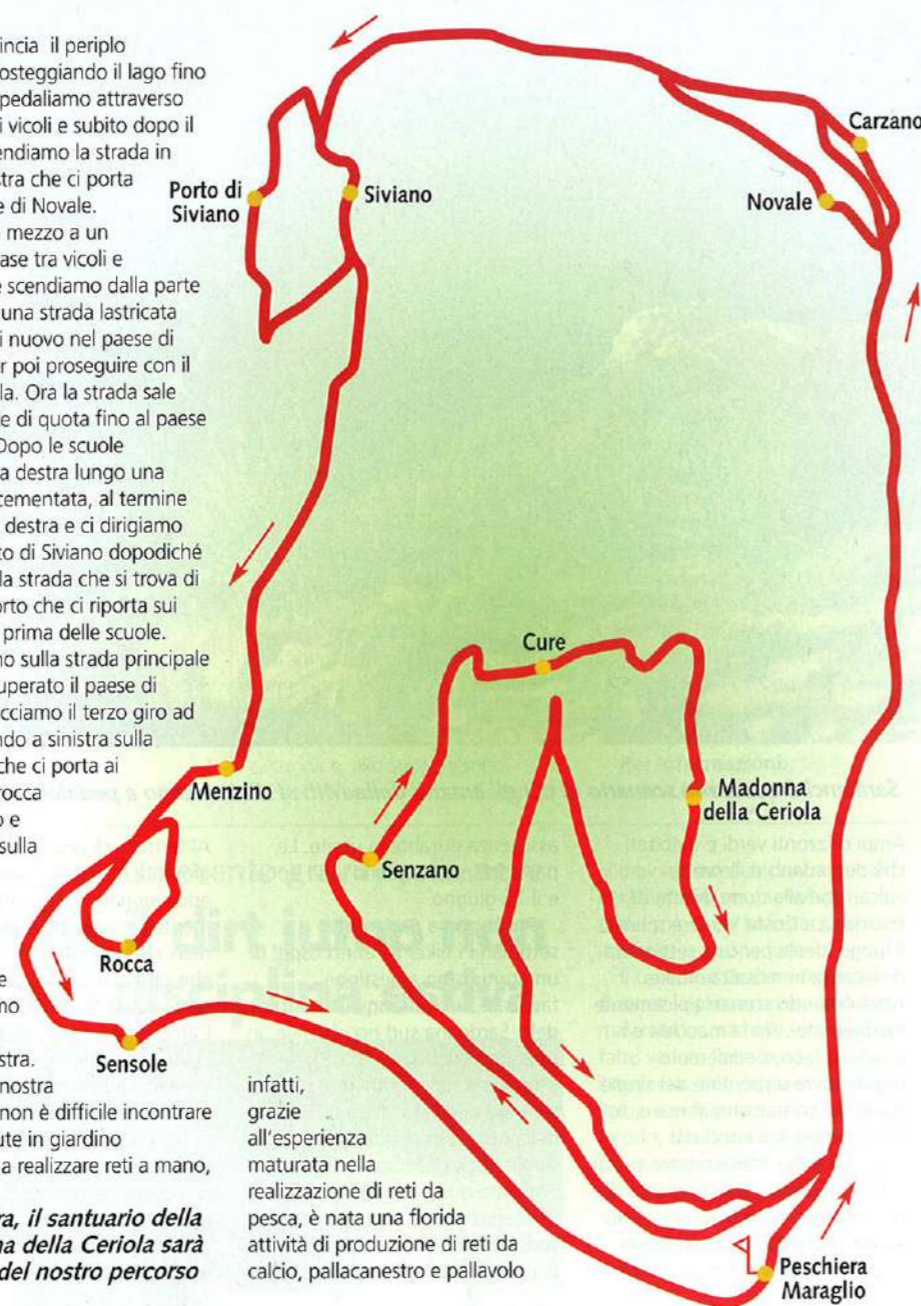 incia il periplo
osteggiando il lago fino
pedaliamo attraverso
i vicoli e subito dopo il
endiamo la strada in
stra che ci porta
e di Novale.
mezzo a un
ase tra vicoli e
e scendiamo dalla parte
una strada lastricata
i nuovo nel paese di
r poi proseguire con il
la. Ora la strada sale
e di quota fino al paese
Dopo le scuole
a destra lungo una
cementata, al termine
destra e ci dirigiamo
to di Siviano dopodiché
la strada che si trova di
orto che ci riporta sui
prima delle scuole.
no sulla strada principale
uperato il paese di
cciamo il terzo giro ad
ndo a sinistra sulla
che ci porta ai
rocca
o e
sulla
e
mo
stra.
nostra
non è difficile incontrare
ute in giardino
a realizzare reti a mano,
ra, il santuario della
na della Ceriola sarà
del nostro percorso
infatti,
grazie
all'esperienza
maturata nella
realizzazione di reti da
pesca, è nata una florida
attività di produzione di reti da
calcio, pallacanestro e pallavolo
Carzano
Novale
Porto di
Siviano
Siviano
Cure
Menzino
Madonna
della Ceriola
Senzano
Rocca
Sensole
Peschiera
Maraglio